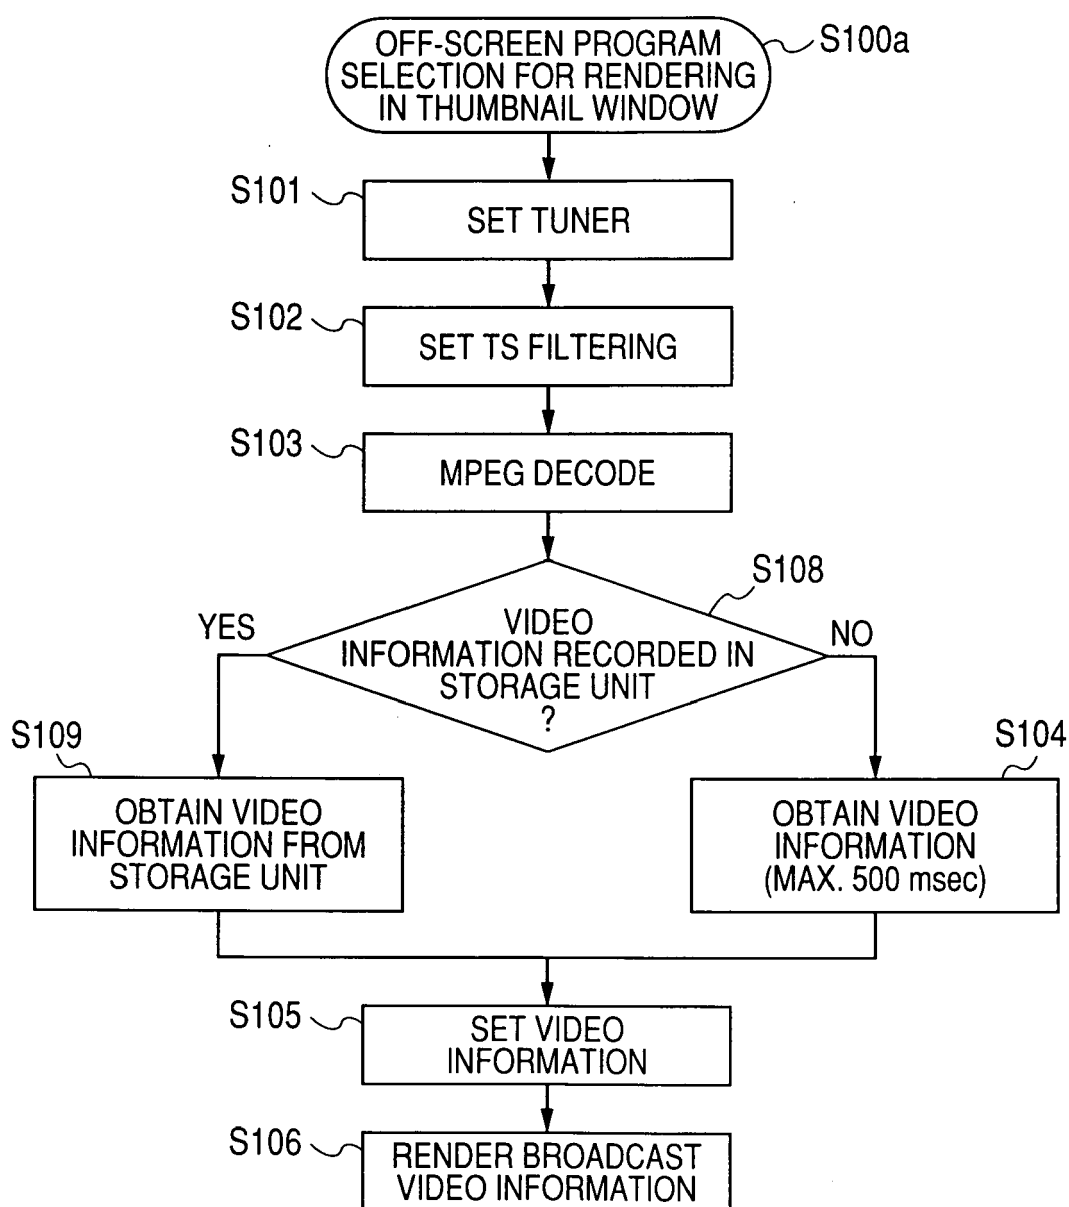 OFF-SCREEN PROGRAM
SELECTION FOR RENDERING
IN THUMBNAIL WINDOW
S100a
S101
SET TUNER
S102
SET TS FILTERING
S103
MPEG DECODE
S108
YES
VIDEO
INFORMATION RECORDED IN
STORAGE UNIT
?
NO
S109
OBTAIN VIDEO
INFORMATION FROM
STORAGE UNIT
S104
OBTAIN VIDEO
INFORMATION
(MAX. 500 msec)
S105
SET VIDEO
INFORMATION
S106
RENDER BROADCAST
VIDEO INFORMATION